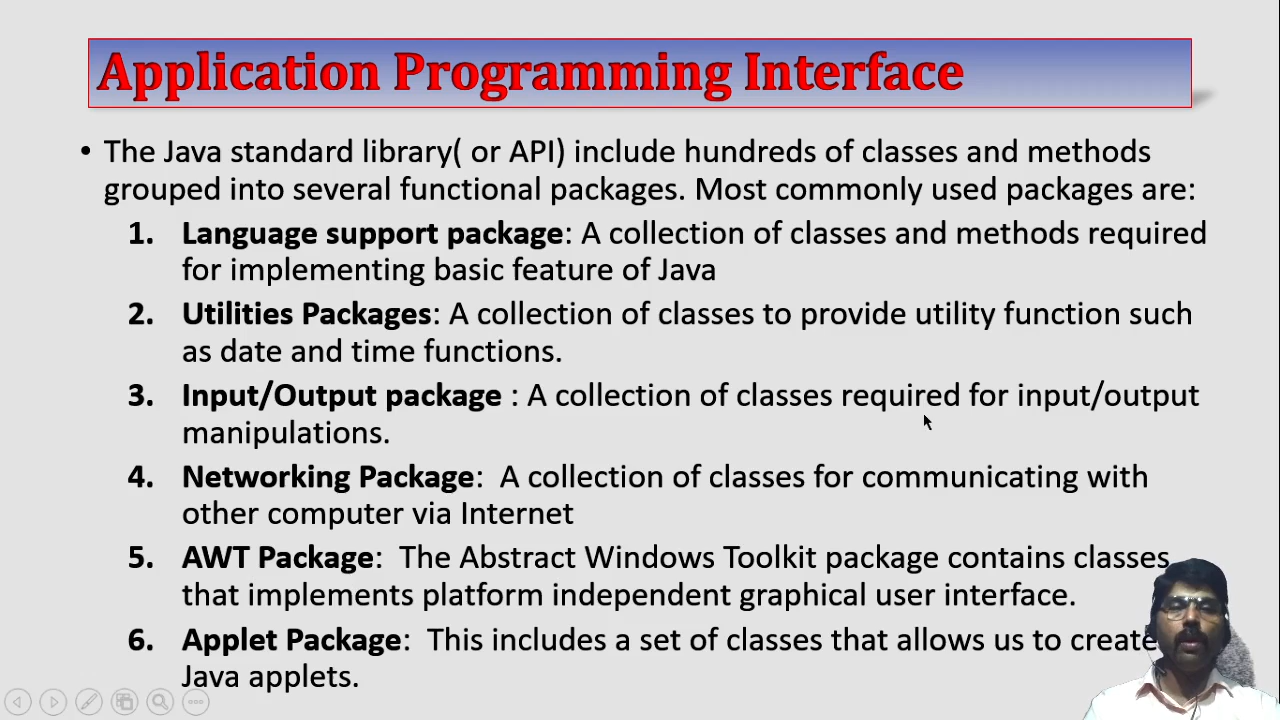 Application Programming Interface
• The Java standard library( or API) include hundreds of classes and methods
grouped into several functional packages. Most commonly used packages are:
1. Language support package: A collection of classes and methods required
for implementing basic feature of Java
2. Utilities Packages: A collection of classes to provide utility function such
as date and time functions.
3. Input/Output package : A collection of classes required for input/output
manipulations.
4. Networking Package: A collection of classes for communicating with
other computer via Internet
5. AWT Package: The Abstract Windows Toolkit package contains classes
that implements platform independent graphical user interface.
6. Applet Package: This includes a set of classes that allows us to create
Java applets.